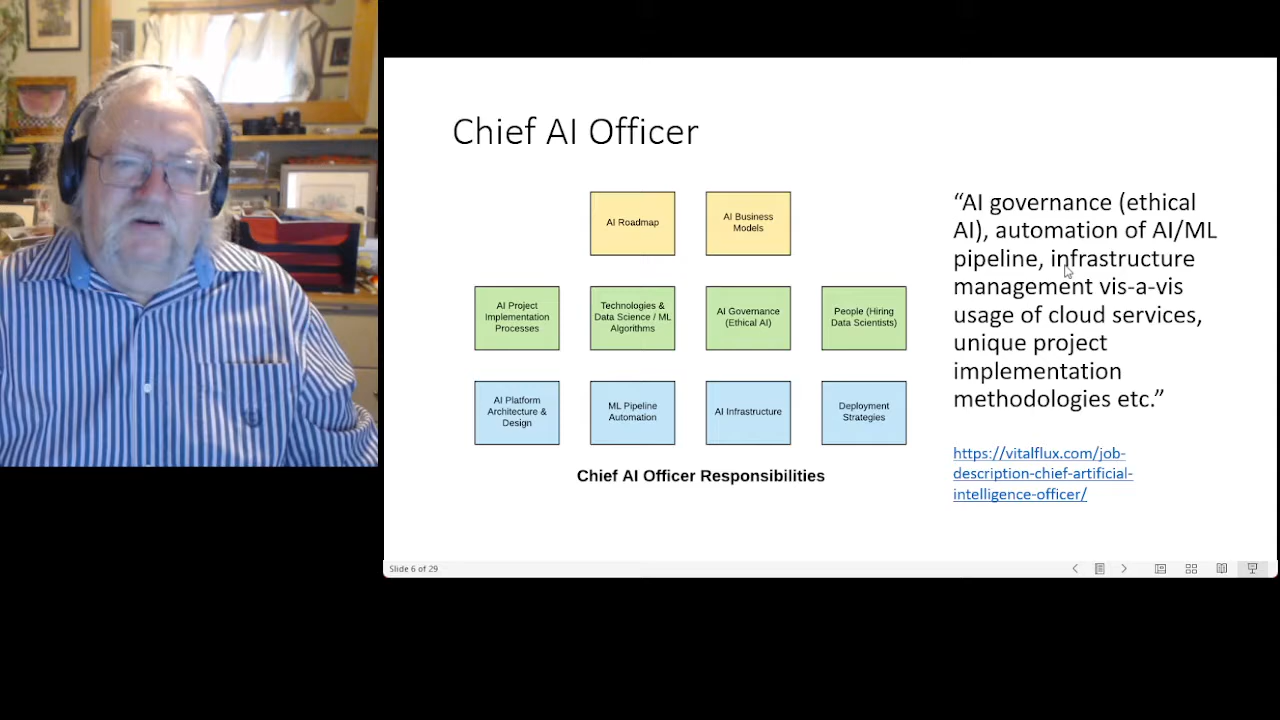 Chief AI Officer
AI Roadmap
AI Business
Models
AI Project
Implementation
Processes
Technologies &
Data Science / ML
Algorithms
AI Governance
(Ethical AI)
People (Hiring
Data Scientists)
AI Platform
Architecture &
Design
ML Pipeline
Automation
AI Infrastructure
Deployment
Strategies
Chief AI Officer Responsibilities
“AI governance (ethical
AI), automation of AI/ML
pipeline, infrastructure
management vis-a-vis
usage of cloud services,
unique project
implementation
methodologies etc.”
https://vitalflux.com/job-
description-chief-artificial-
intelligence-officer/
Slide 6 of 29